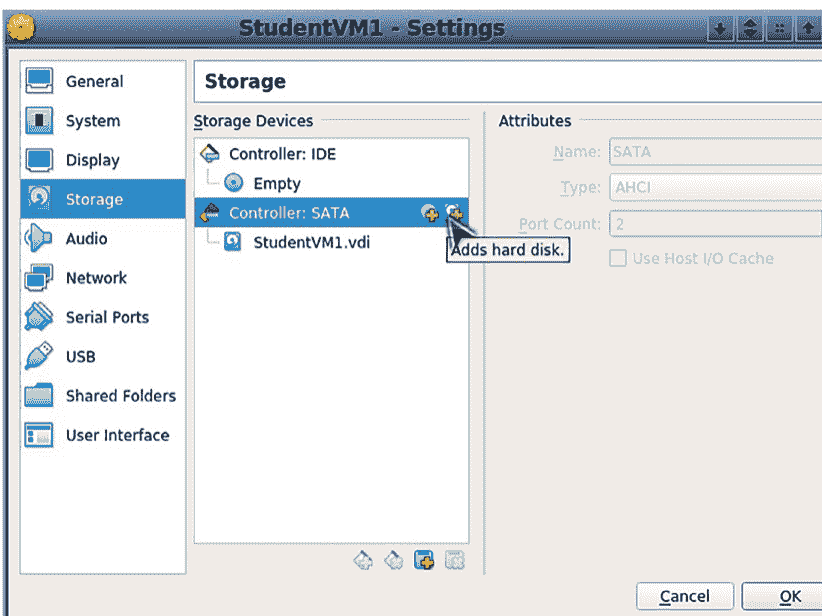 StudentVM1 - Settings
General
System
Display
Storage
Audio
Network
Serial Ports
USB
Shared Folders
User Interface
Storage
Storage Devices
Controller: IDE
Empty
Controller: SATA
StudentVM1.vdi
Adds hard disk.
Attributes
Name: SATA
Type: AHCI
Port Count: 2
Use Host I/O Cache
Cancel
OK